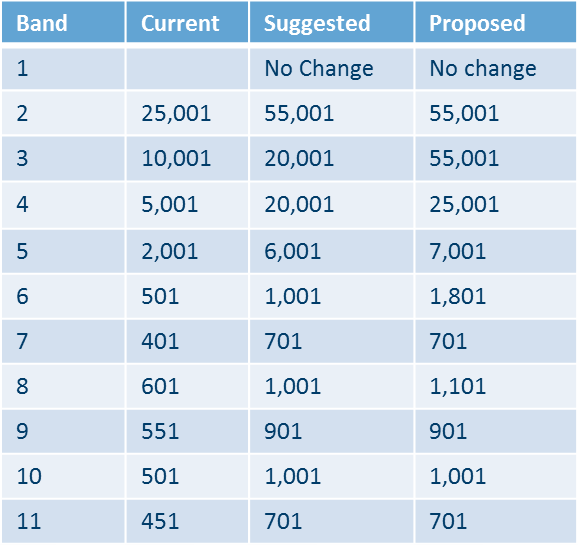 Band Current Suggested Proposed
1 No Change No change
2 25,001 55,001 55,001
3 10,001 20,001 55,001
4 5,001 20,001 25,001
5 2,001 6,001 7,001
6 501 1,001 1,801
7 401 701 701
8 601 1,001 1,101
9 551 901 901
10 501 1,001 1,001
11 451 701 701